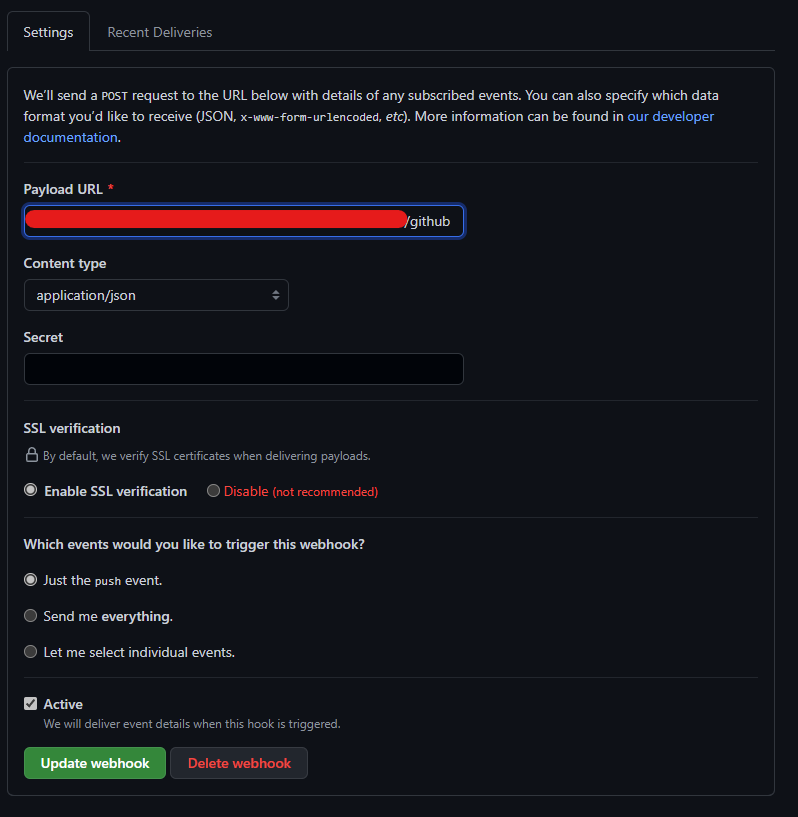 Settings
Recent Deliveries
We’ll send a POST request to the URL below with details of any subscribed events. You can also specify which data
format you’d like to receive (JSON, x-www-form-urlencoded, etc). More information can be found in our developer
documentation.
Payload URL *
/github
Content type
application/json
Secret
SSL verification
By default, we verify SSL certificates when delivering payloads.
Enable SSL verification
Disable (not recommended)
Which events would you like to trigger this webhook?
Just the push event.
Send me everything.
Let me select individual events.
Active
We will deliver event details when this hook is triggered.
Update webhook
Delete webhook